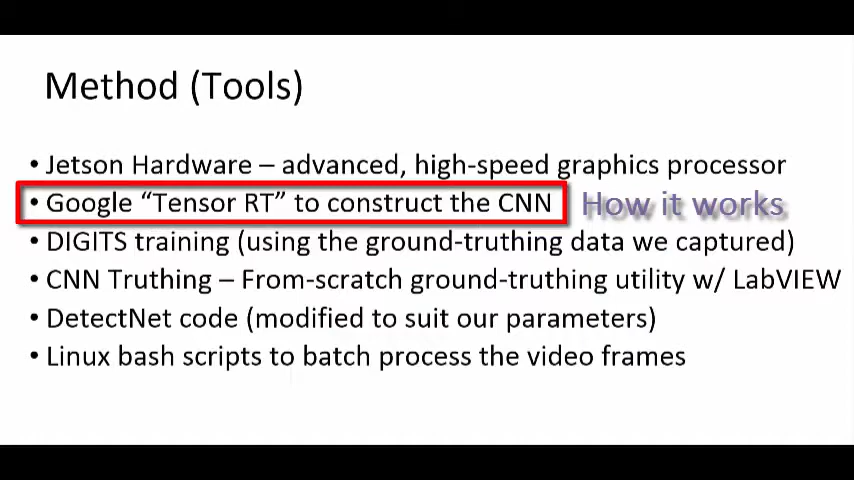 Method (Tools)
• Jetson Hardware – advanced, high-speed graphics processor
• Google “Tensor RT” to construct the CNN How it works
• DIGITS training (using the ground-truthing data we captured)
• CNN Truthing – From-scratch ground-truthing utility w/ LabVIEW
• DetectNet code (modified to suit our parameters)
• Linux bash scripts to batch process the video frames